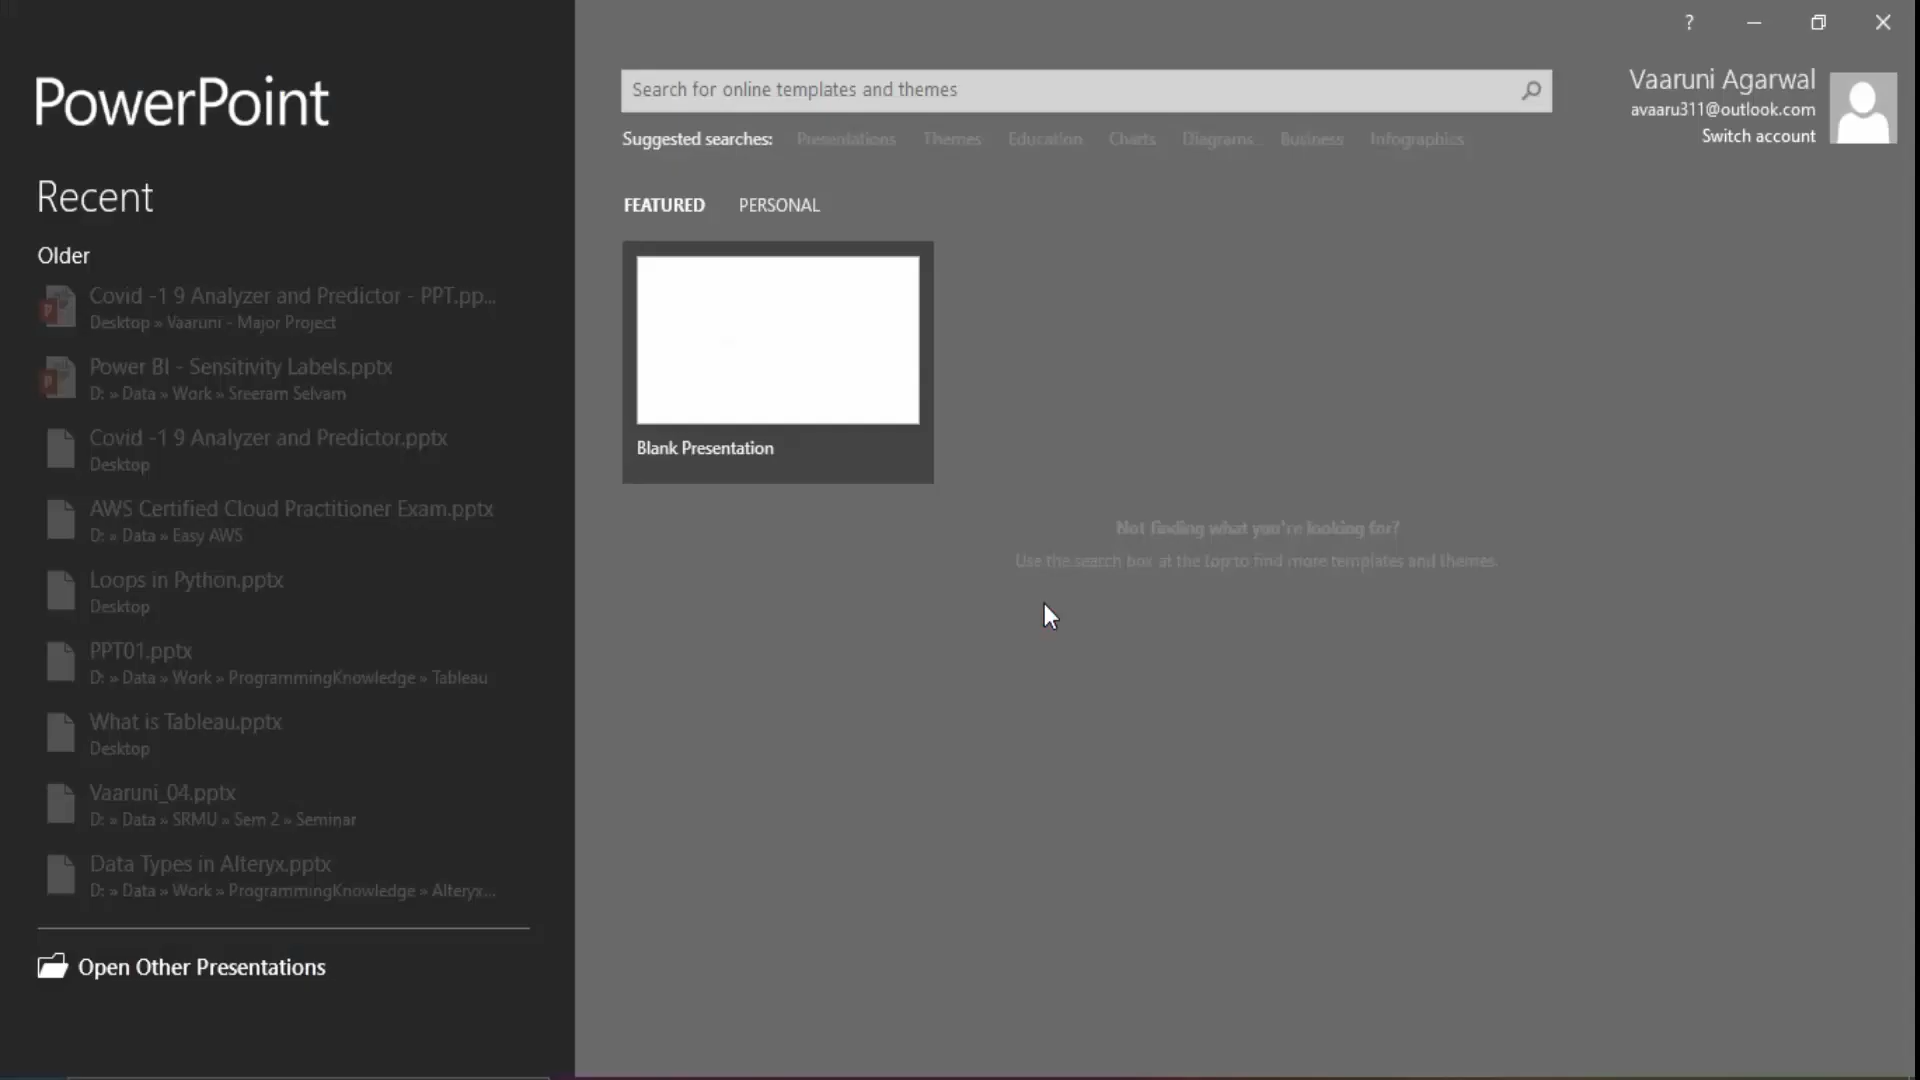 ?
PowerPoint
Search for online templates and themes
Vaaruni Agarwal
avaaru311@outlook.com
Switch account
Suggested searches: Presentations Themes Education Charts Diagrams Business Infographics
Recent
FEATURED PERSONAL
Older
Covid -1 9 Analyzer and Predictor - PPT.pp...
Desktop » Vaaruni - Major Project
Power BI - Sensitivity Labels.pptx
D: » Data » Work » Sreeram Selvam
Covid -1 9 Analyzer and Predictor.pptx
Desktop
AWS Certified Cloud Practitioner Exam.pptx
D: » Data » Easy AWS
Loops in Python.pptx
Desktop
PPT01.pptx
D: » Data » Work » ProgrammingKnowledge » Tableau
What is Tableau.pptx
Desktop
Vaaruni_04.pptx
D: » Data » SRMU » Sem 2 » Seminar
Data Types in Alteryx.pptx
D: » Data » Work » ProgrammingKnowledge » Alteryx...
Open Other Presentations
Blank Presentation
Not finding what you're looking for?
Use the search box at the top to find more templates and themes.
P
P